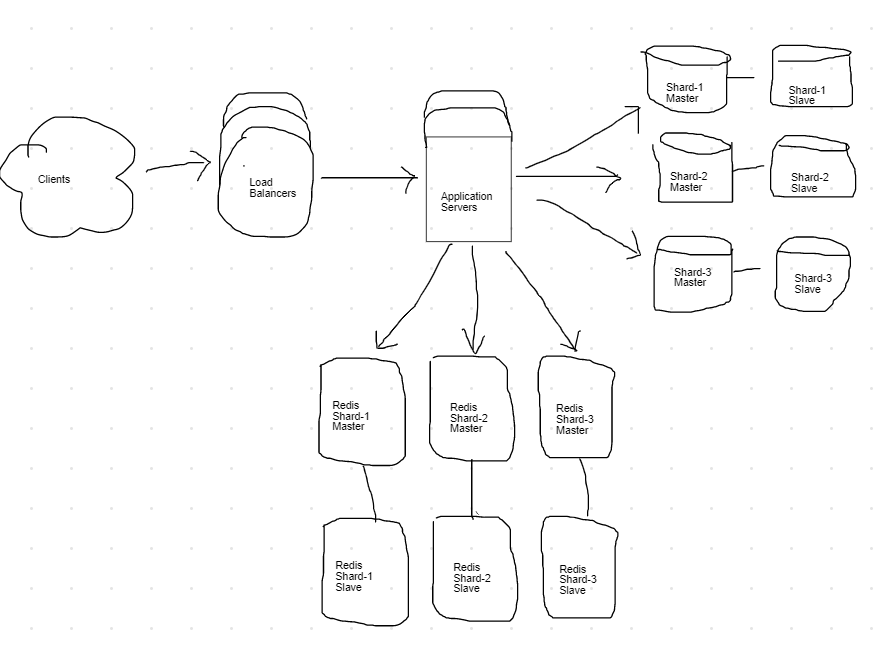 Clients
Load
Balancers
Application
Servers
Shard-1
Master
Shard-1
Slave
Shard-2
Master
Shard-2
Slave
Shard-3
Master
Shard-3
Slave
Redis
Shard-1
Master
Redis
Shard-2
Master
Redis
Shard-3
Master
Redis
Shard-1
Slave
Redis
Shard-2
Slave
Redis
Shard-3
Slave